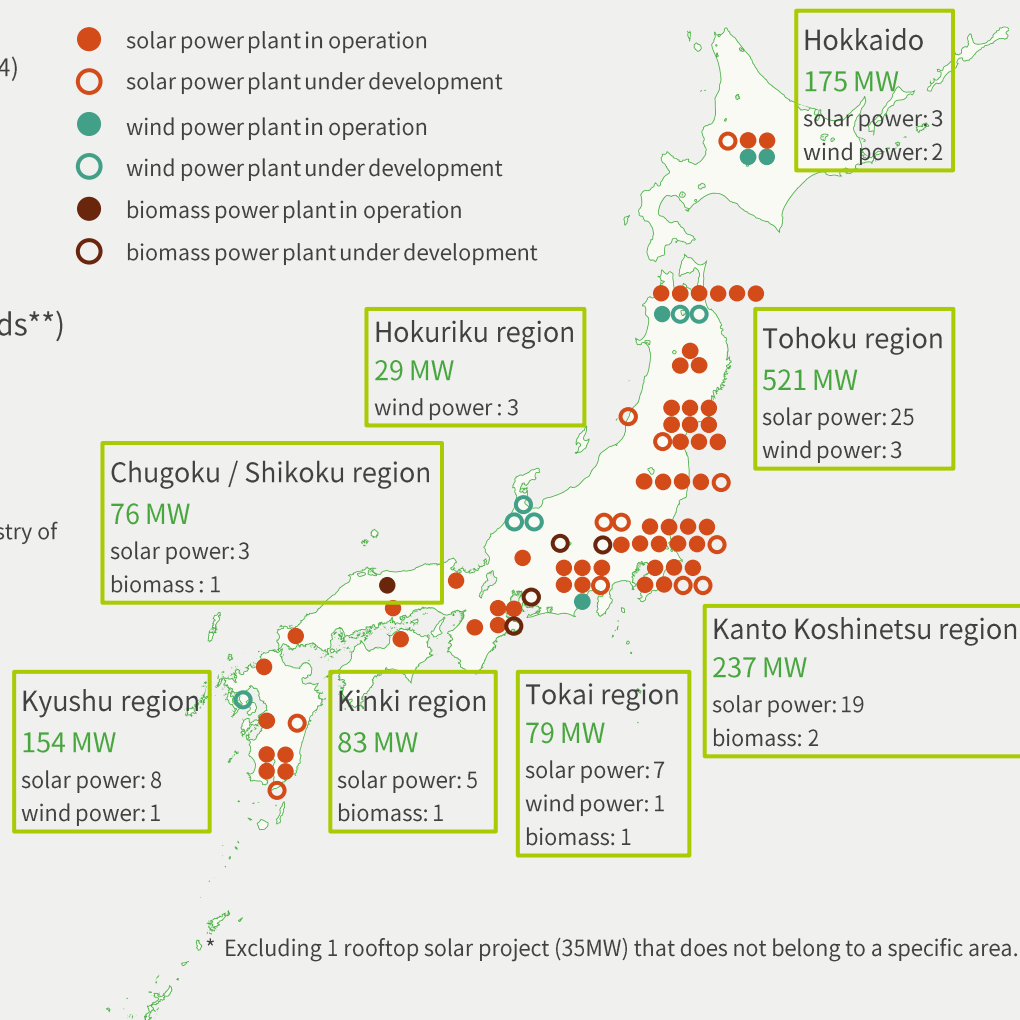 4)
solar power plant in operation
solar power plant under development
wind power plant in operation
wind power plant under development
biomass power plant in operation
biomass power plant under development
ds**)
stry of
Hokkaido
175 MW
solar power: 3
wind power: 2
Hokuriku region
29 MW
wind power : 3
Tohoku region
521 MW
solar power: 25
wind power: 3
Chugoku / Shikoku region
76 MW
solar power: 3
biomass : 1
Kanto Koshinetsu region
237 MW
solar power: 19
biomass: 2
Kyushu region
154 MW
solar power: 8
wind power: 1
Kinki region
83 MW
solar power: 5
biomass: 1
Tokai region
79 MW
solar power: 7
wind power: 1
biomass: 1
* Excluding 1 rooftop solar project (35MW) that does not belong to a specific area.